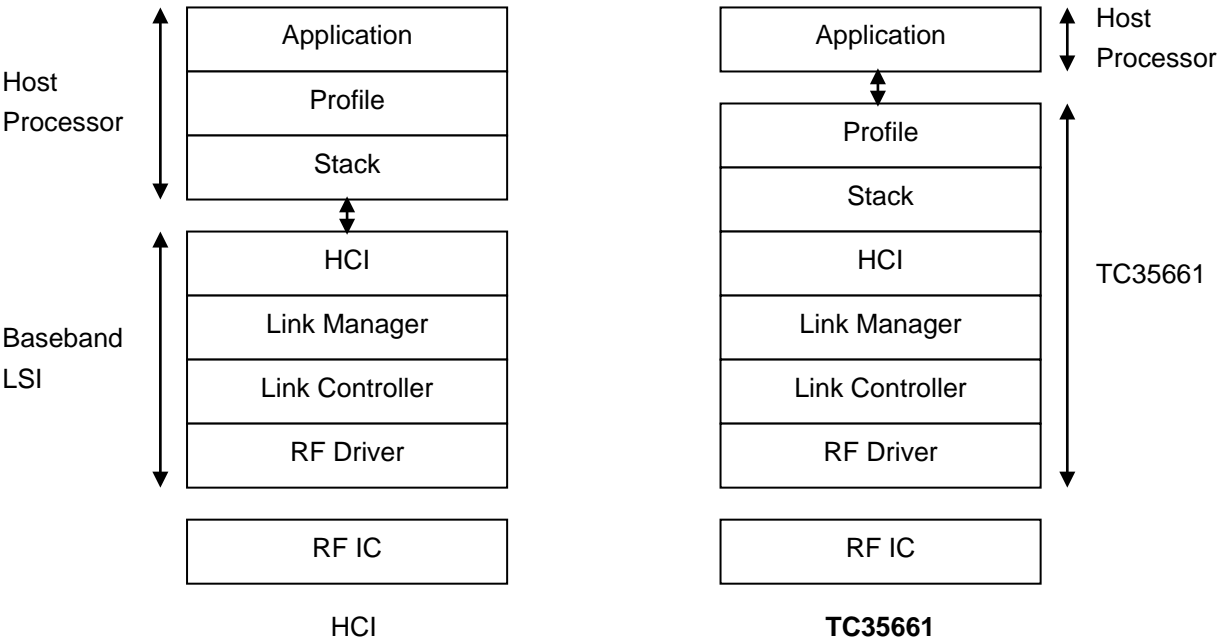 Host
Processor
Application
Profile
Stack
Baseband
LSI
HCI
Link Manager
Link Controller
RF Driver
RF IC
HCI
Application
Host
Processor
Profile
Stack
HCI
Link Manager
Link Controller
RF Driver
TC35661
RF IC
TC35661